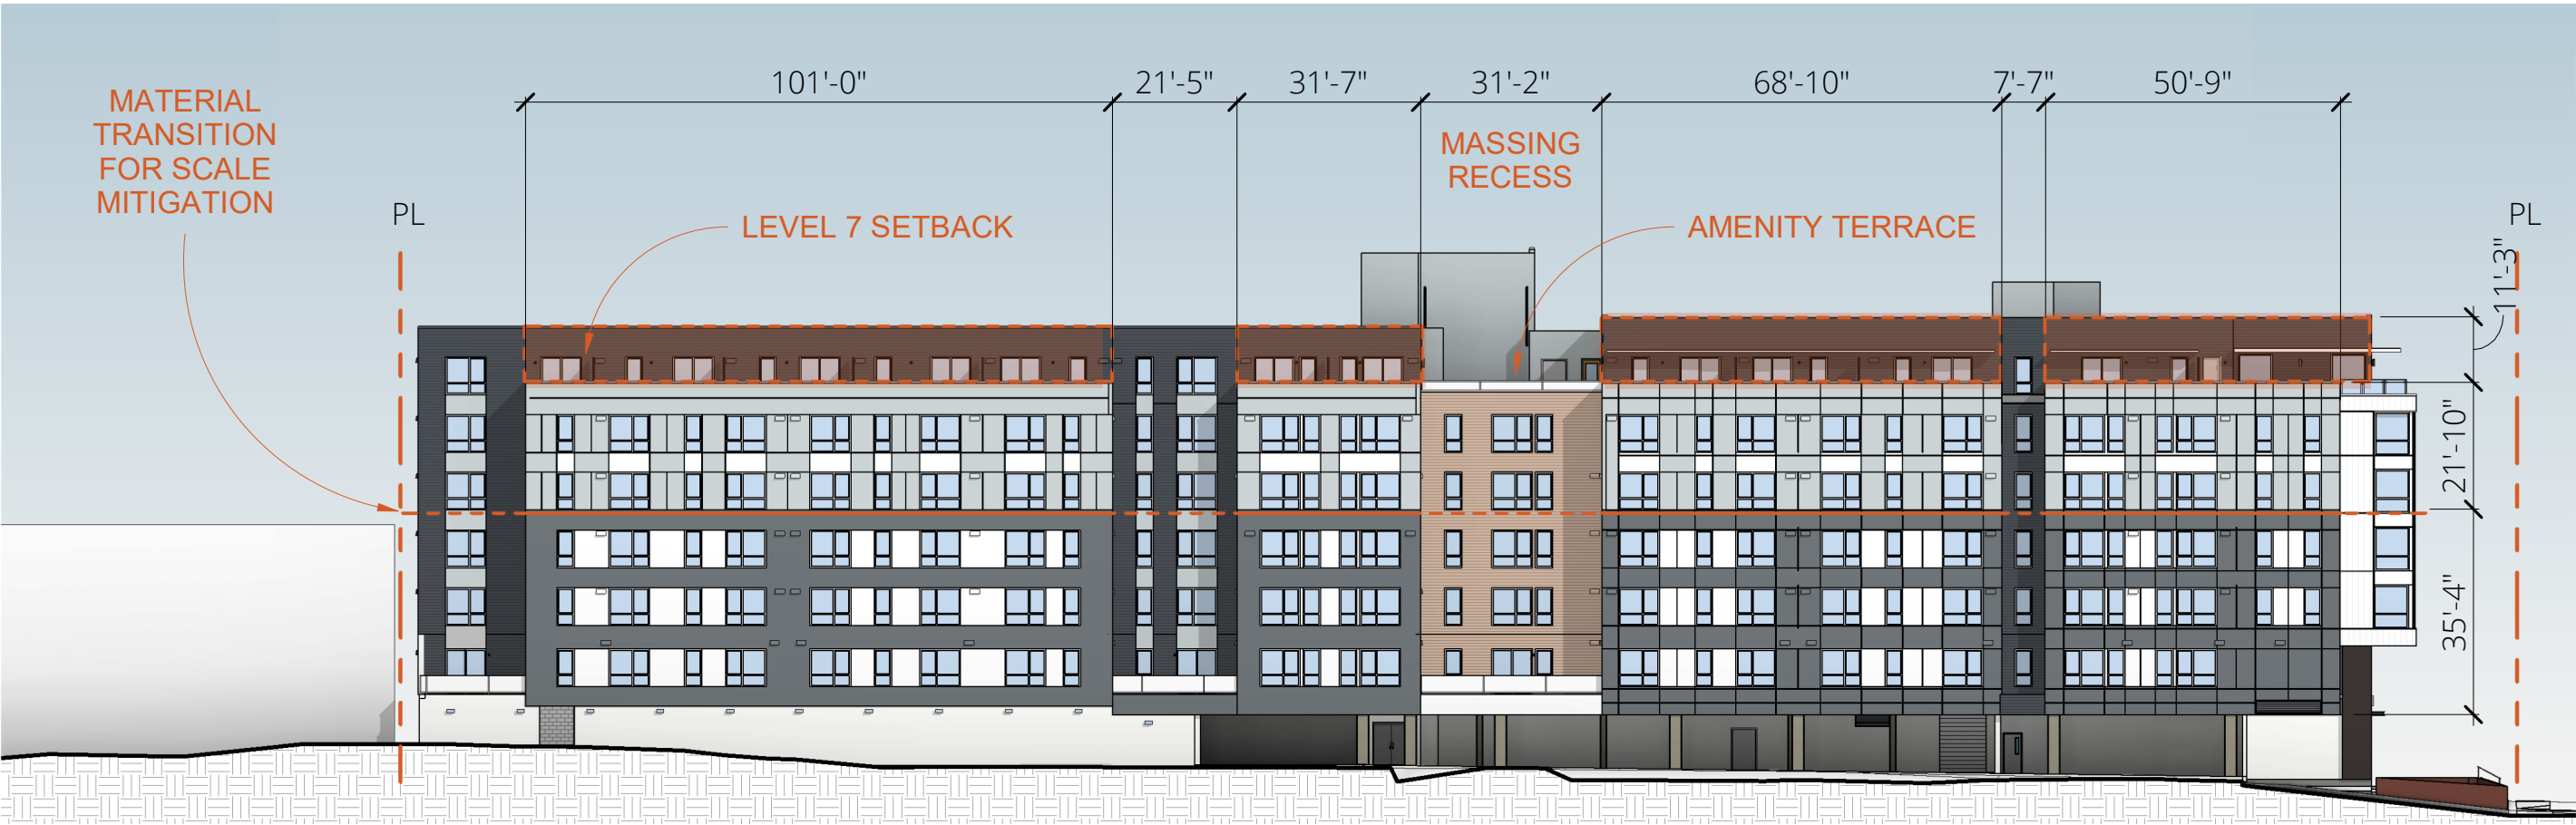 101'-0"
21'-5"
31'-7"
31'-2"
68'-10"
7'-7"
50'-9"
MATERIAL
TRANSITION
FOR SCALE
MITIGATION
MASSING
RECESS
PL
LEVEL 7 SETBACK
AMENITY TERRACE
PL
11'-3"
21'-10"
35'-4"